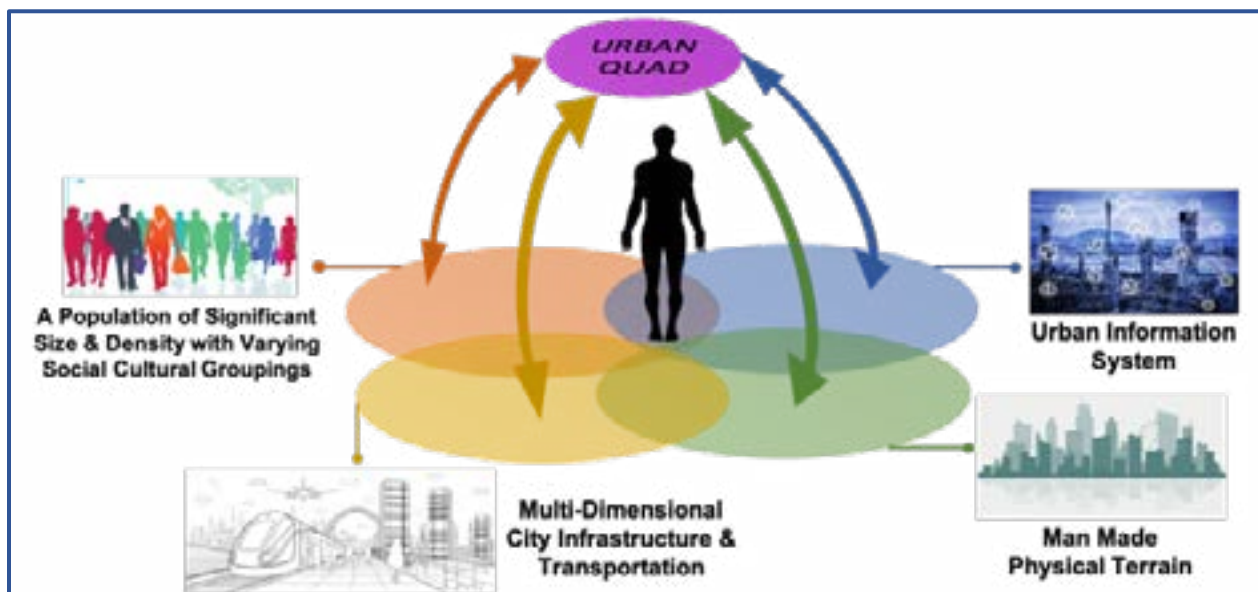 URBAN
QUAD
A Population of Significant
Size & Density with Varying
Social Cultural Groupings
Urban Information
System
Multi-Dimensional
City Infrastructure &
Transportation
Man Made
Physical Terrain